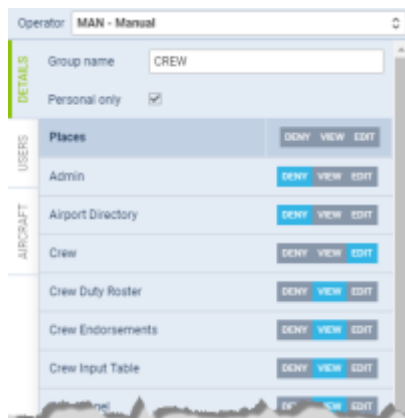 Operator MAN - Manual
DETAILS
USERS
AIRCRAFT
Group name CREW
Personal only
Places DENY VIEW EDIT
Admin DENY VIEW EDIT
Airport Directory DENY VIEW EDIT
Crew DENY VIEW EDIT
Crew Duty Roster DENY VIEW EDIT
Crew Endorsements DENY VIEW EDIT
Crew Input Table DENY VIEW EDIT
VIEW EDIT